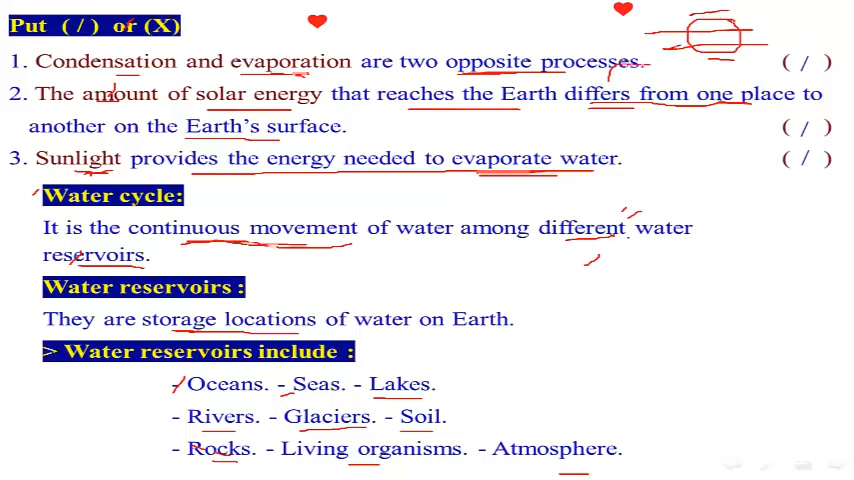 Put ( / ) or (X)
1. Condensation and evaporation are two opposite processes. ( / )
2. The amount of solar energy that reaches the Earth differs from one place to
another on the Earth's surface. ( / )
3. Sunlight provides the energy needed to evaporate water. ( / )
Water cycle:
It is the continuous movement of water among different water
reservoirs.
Water reservoirs :
They are storage locations of water on Earth.
> Water reservoirs include :
- Oceans. - Seas. - Lakes.
- Rivers. - Glaciers. - Soil.
- Rocks. - Living organisms. - Atmosphere.